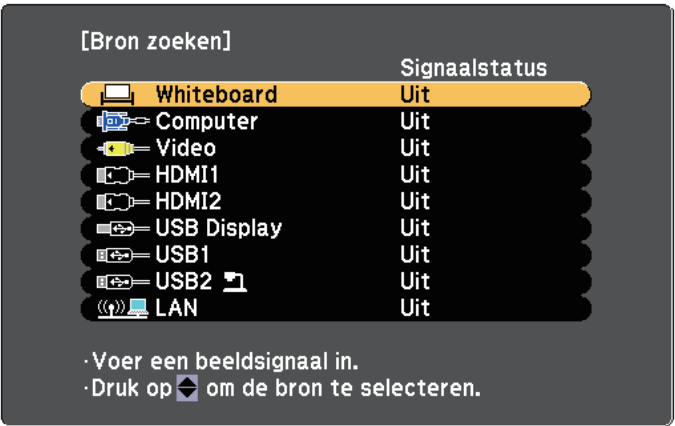 [Bron zoeken]
Signaalstatus
Whiteboard Uit
Computer Uit
Video Uit
HDMI1 Uit
HDMI2 Uit
USB Display Uit
USB1 Uit
USB2 Uit
LAN Uit
·Voer een beeldsignaal in.
·Druk op om de bron te selecteren.